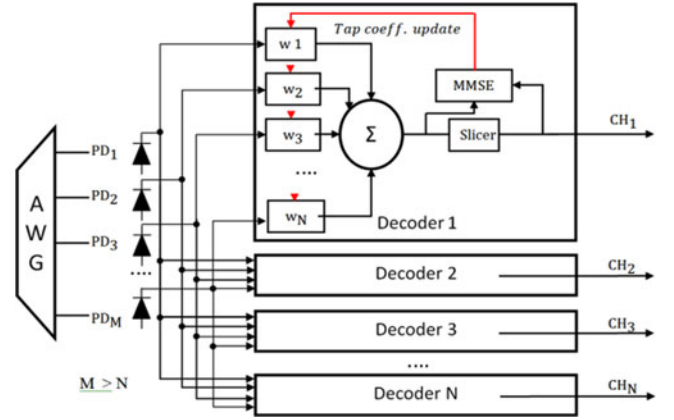 Tap coeff. update
w 1
w2
w3
....
wN
Σ
MMSE
Slicer
CH1
Decoder 1
AWG
PD1
PD2
PD3
....
PDM
Decoder 2
CH2
Decoder 3
CH3
....
Decoder N
CHN
M > N